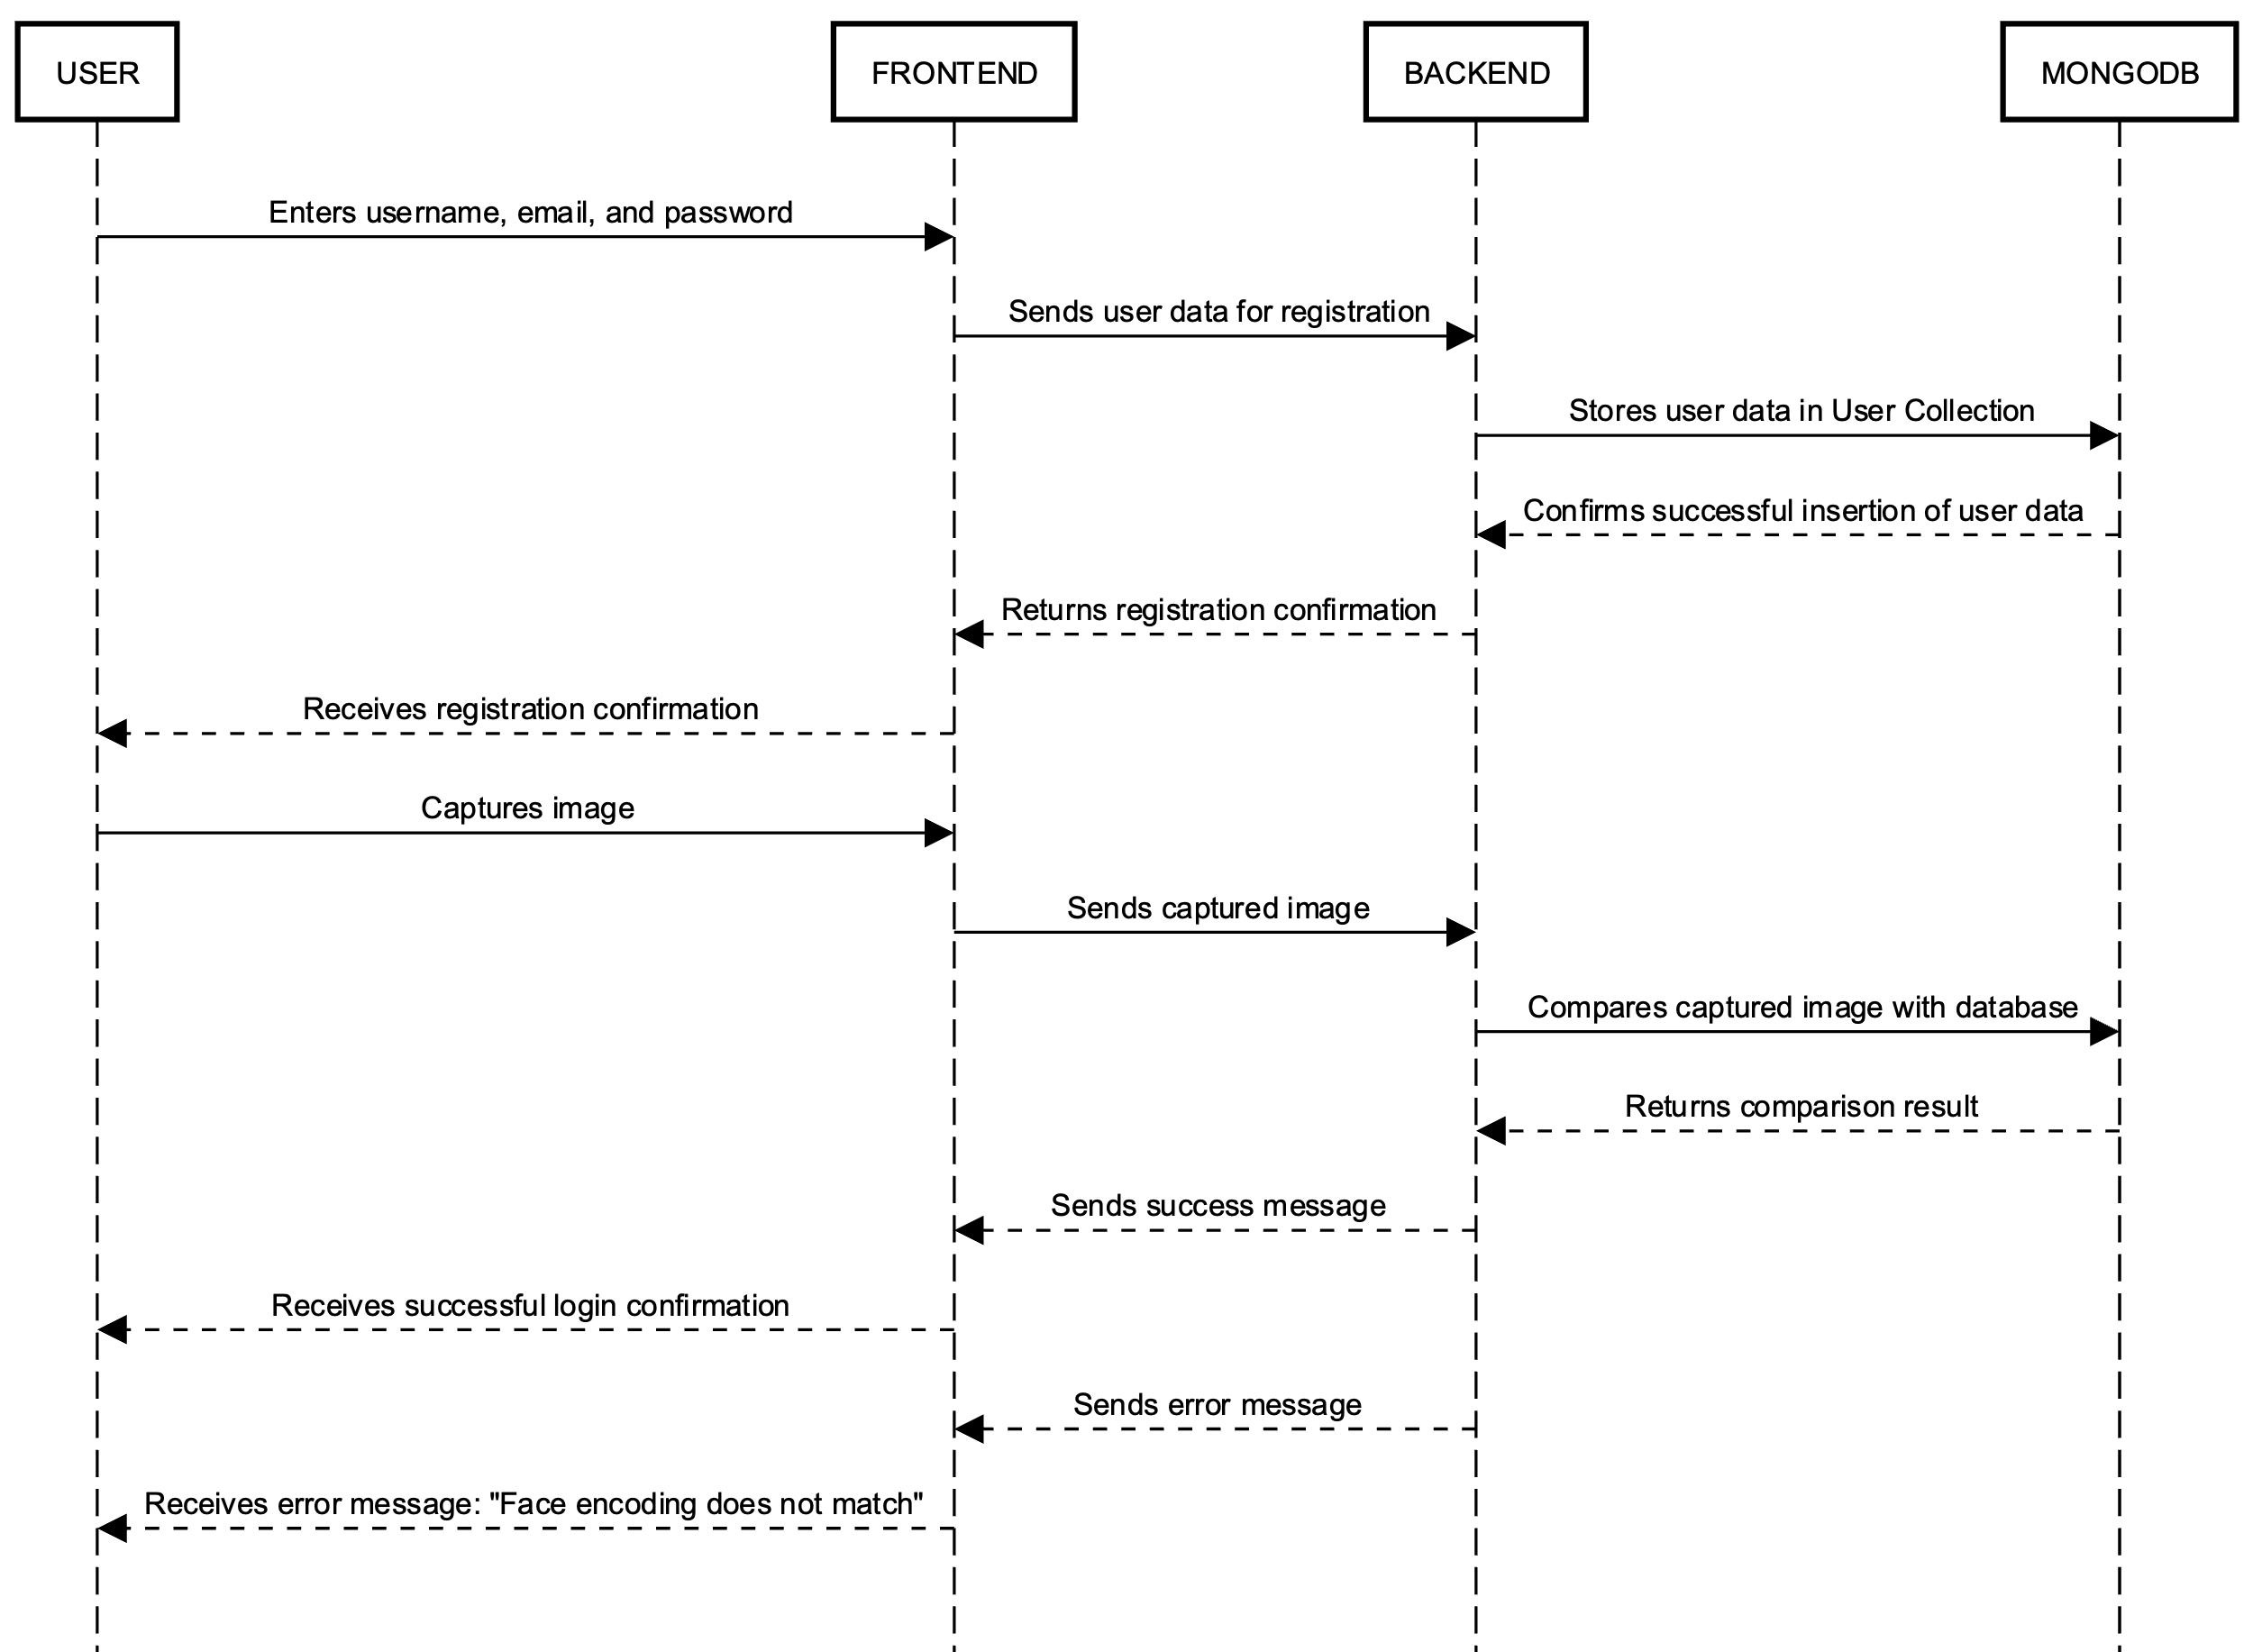 USER
FRONTEND
BACKEND
MONGODB
Enters username, email, and password
Sends user data for registration
Stores user data in User Collection
Confirms successful insertion of user data
Returns registration confirmation
Receives registration confirmation
Captures image
Sends captured image
Compares captured image with database
Returns comparison result
Sends success message
Receives successful login confirmation
Sends error message
Receives error message: "Face encoding does not match"